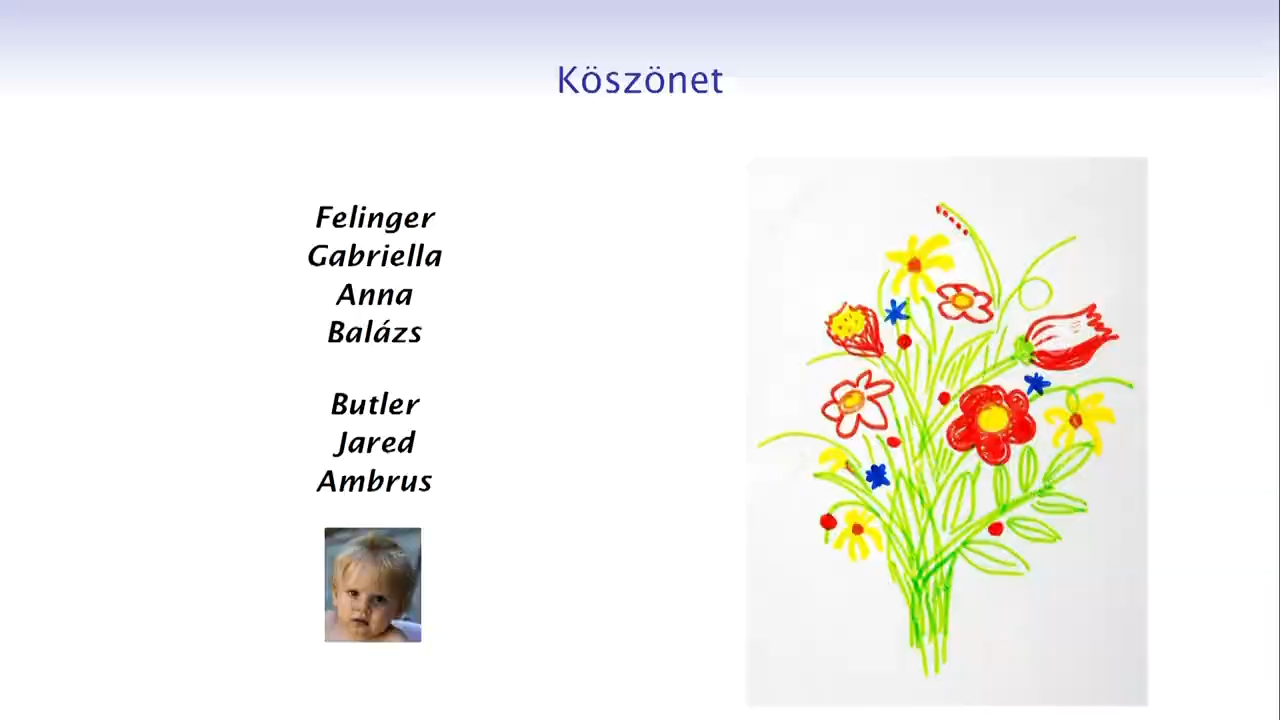 Köszönet
Felinger
Gabriella
Anna
Balázs
Butler
Jared
Ambrus